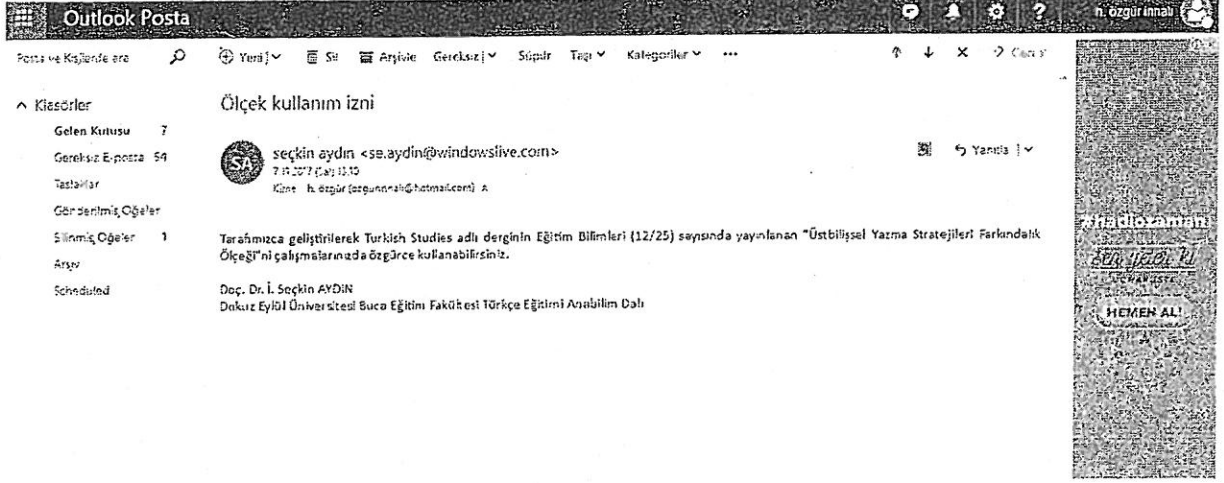 Outlook Posta
?
h. özgür innalı
Posta ve Kişilerde ara
Yeni
Sil
Arşivle
Gereksiz
Süpür
Taşı
Kategoriler
Klasörler
Gelen Kutusu 7
Gereksiz E-posta 54
Taslaklar
Gönderilmiş Öğeler
Silinmiş Öğeler 1
Arşiv
Scheduled
Ölçek kullanım izni
SA
seçkin aydın <se.aydin@windowslive.com>
Yanıtla
Kime h. özgür
Tarafımızca geliştirilerek Turkish Studies adlı derginin Eğitim Bilimleri (12/25) sayısında yayınlanan "Üstbilişsel Yazma Stratejileri Farkındalık
Ölçeği"ni çalışmalarınızda özgürce kullanabilirsiniz.
Doç. Dr. İ. Seçkin AYDIN
Dokuz Eylül Üniversitesi Buca Eğitim Fakültesi Türkçe Eğitimi Anabilim Dalı
#hadiozaman
HEMEN AL!